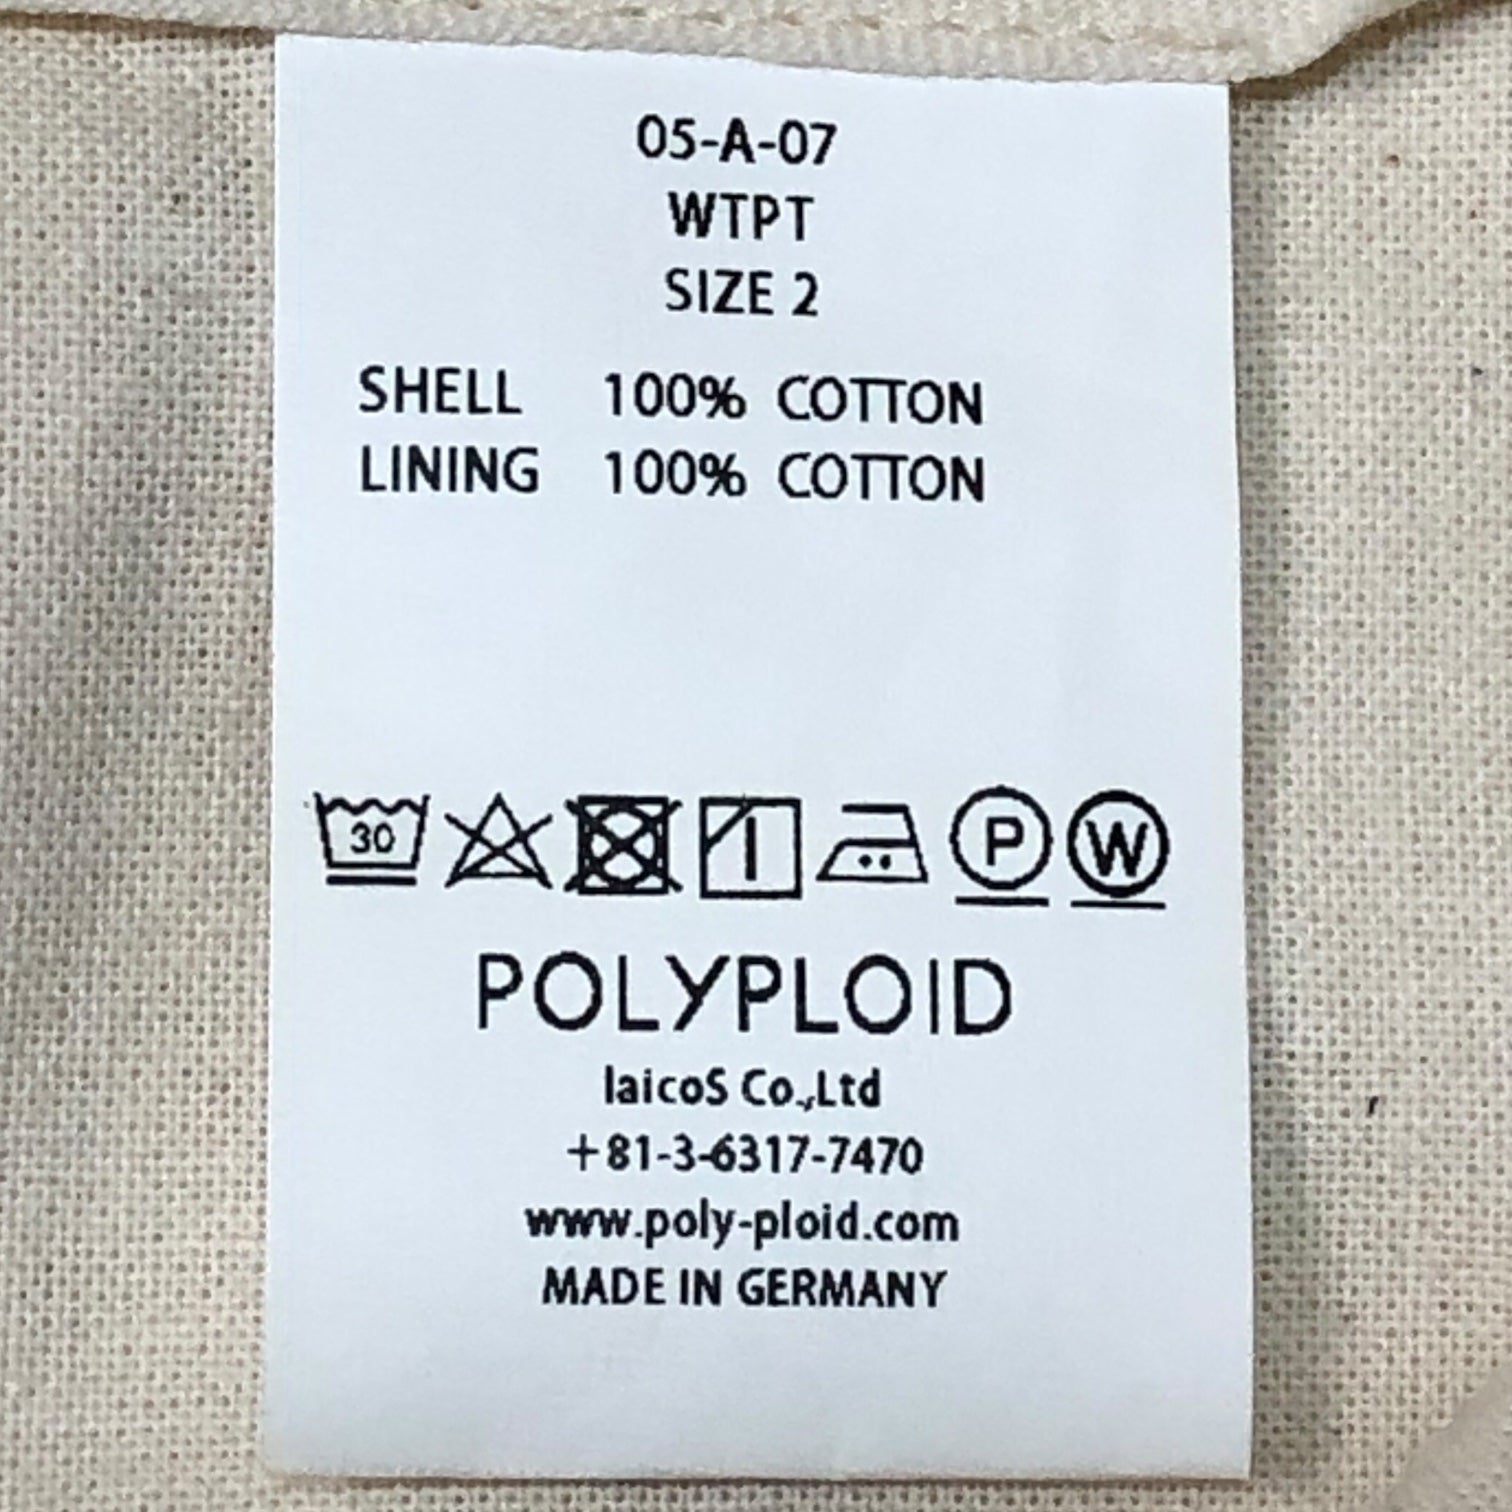 05-A-07
WTPT
SIZE 2
SHELL 100% COTTON
LINING 100% COTTON
30 P W
POLYPLOID
laicoS Co.,Ltd
+81-3-6317-7470
www.poly-ploid.com
MADE IN GERMANY